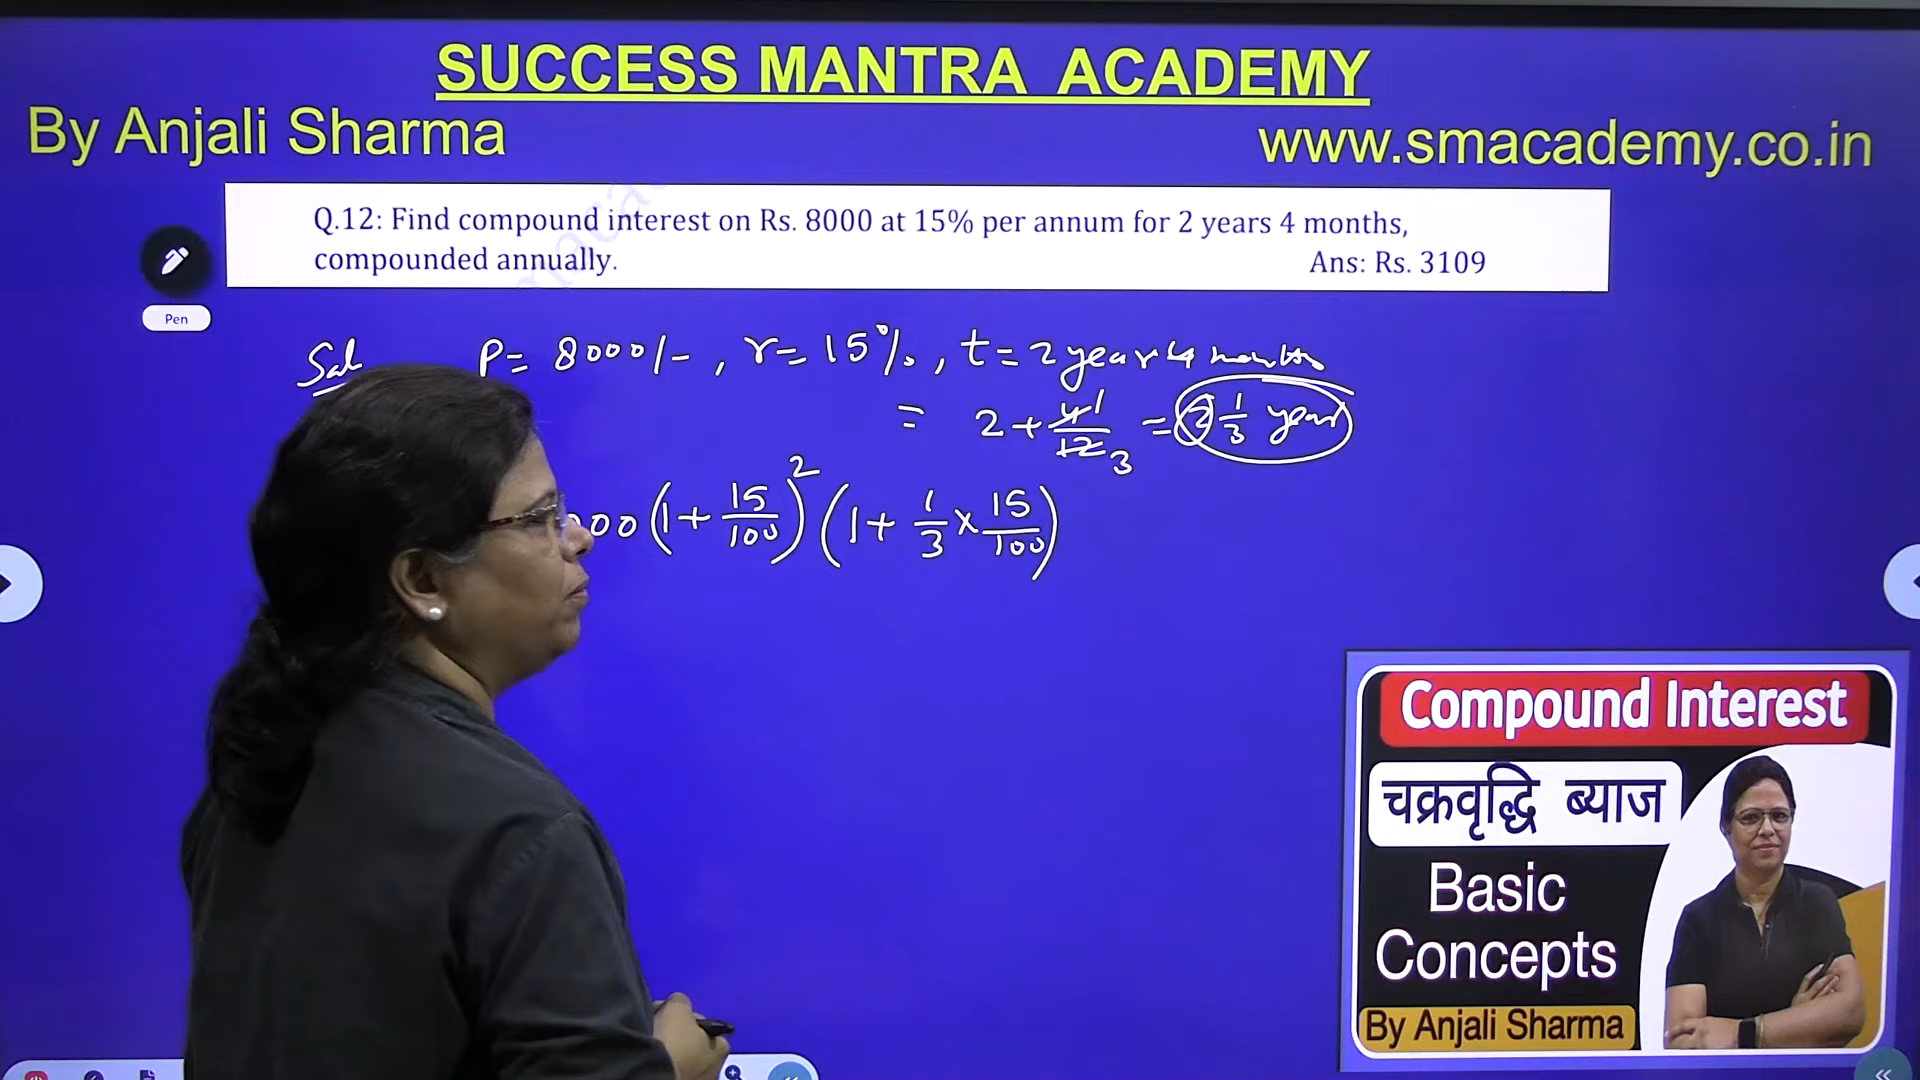 SUCCESS MANTRA ACADEMY
By Anjali Sharma
www.smacademy.co.in
Q.12: Find compound interest on Rs. 8000 at 15% per annum for 2 years 4 months,
compounded annually.
Ans: Rs. 3109
Pen
Sol
P = 8000/-, r = 15%, t = 2 year 4 months
= 2 + 4/12 1/3 = 2 1/3 year
000 (1 + 15/100)² (1 + 1/3 × 15/100)
Compound Interest
चक्रवृद्धि ब्याज
Basic
Concepts
By Anjali Sharma